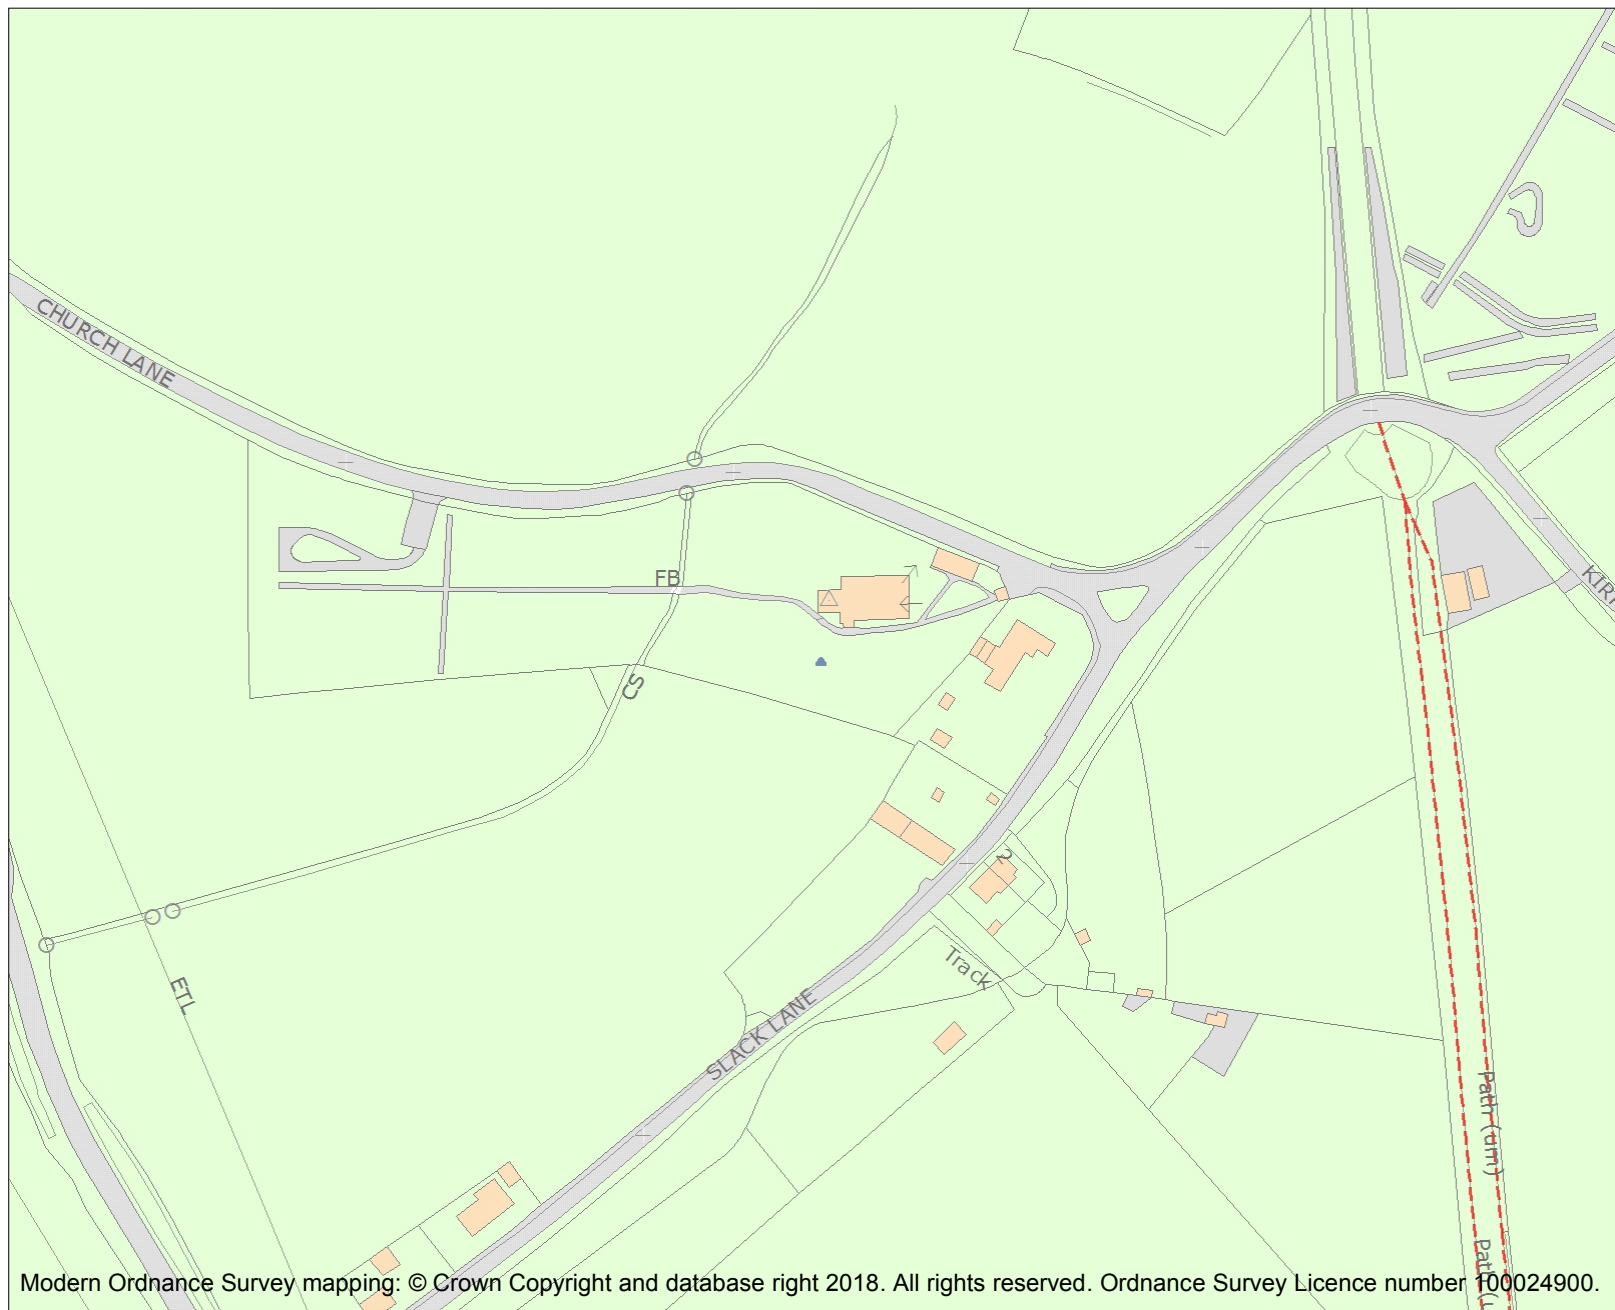 CHURCH LANE
FB
CS
KIR
2
Track
ETL
SLACK LANE
Path (um)
Modern Ordnance Survey mapping: © Crown Copyright and database right 2018. All rights reserved. Ordnance Survey Licence number 100024900.